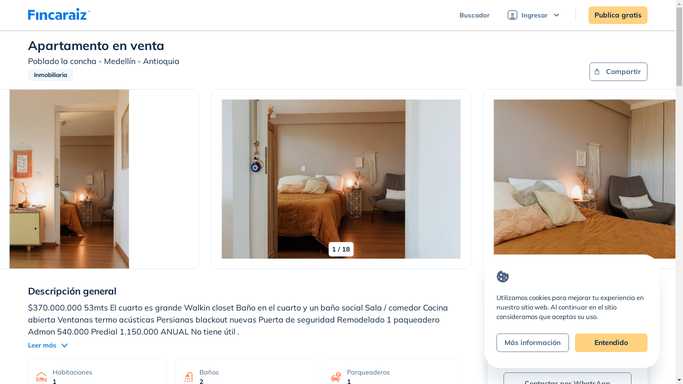 Fincaraiz
Buscador
Ingresar
Publica gratis
Apartamento en venta
Poblado la concha - Medellín - Antioquia
Inmobiliaria
Compartir
1 / 18
Descripción general
$370.000.000 53mts El cuarto es grande Walkin closet Baño en el cuarto y un baño social Sala / comedor Cocina
abierta Ventanas termo acústicas Persianas blackout nuevas Puerta de seguridad Remodelado 1 paquedero
Admon 540.000 Predial 1,150.000 ANUAL No tiene útil .
Leer más
Habitaciones
1
Baños
2
Parqueaderos
1
Utilizamos cookies para mejorar tu experiencia en
nuestro sitio web. Al continuar en el sitio
consideramos que aceptas su uso.
Más información
Entendido
Contactar por WhatsApp